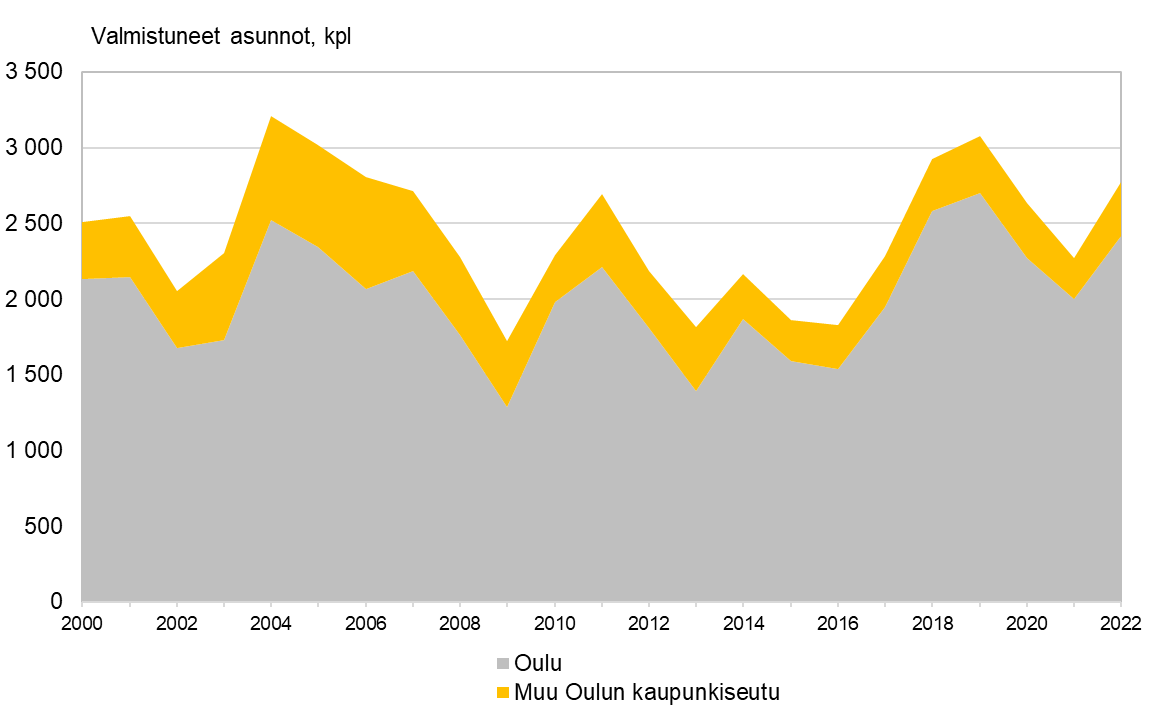 Valmistuneet asunnot, kpl
3 500
3 000
2 500
2 000
1 500
1 000
500
0
2000 2002 2004 2006 2008 2010 2012 2014 2016 2018 2020 2022
Oulu
Muu Oulun kaupunkiseutu